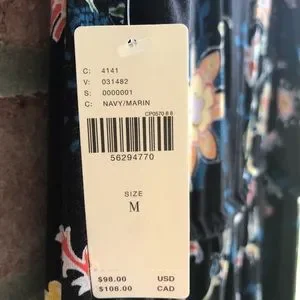 C: 4141
V: 031482
S: 0000001
C: NAVY/MARIN
CP0570 8 8
56294770
SIZE
M
$98.00 USD
$108.00 CAD